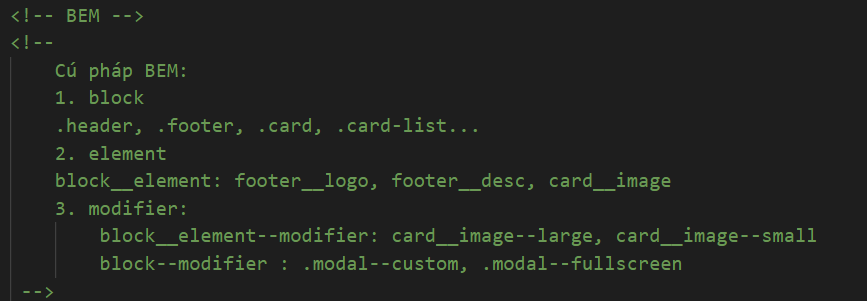 <!-- BEM -->
<!--
Cú pháp BEM:
1. block
.header, .footer, .card, .card-list...
2. element
block__element: footer__logo, footer__desc, card__image
3. modifier:
block__element--modifier: card__image--large, card__image--small
block--modifier : .modal--custom, .modal--fullscreen
-->